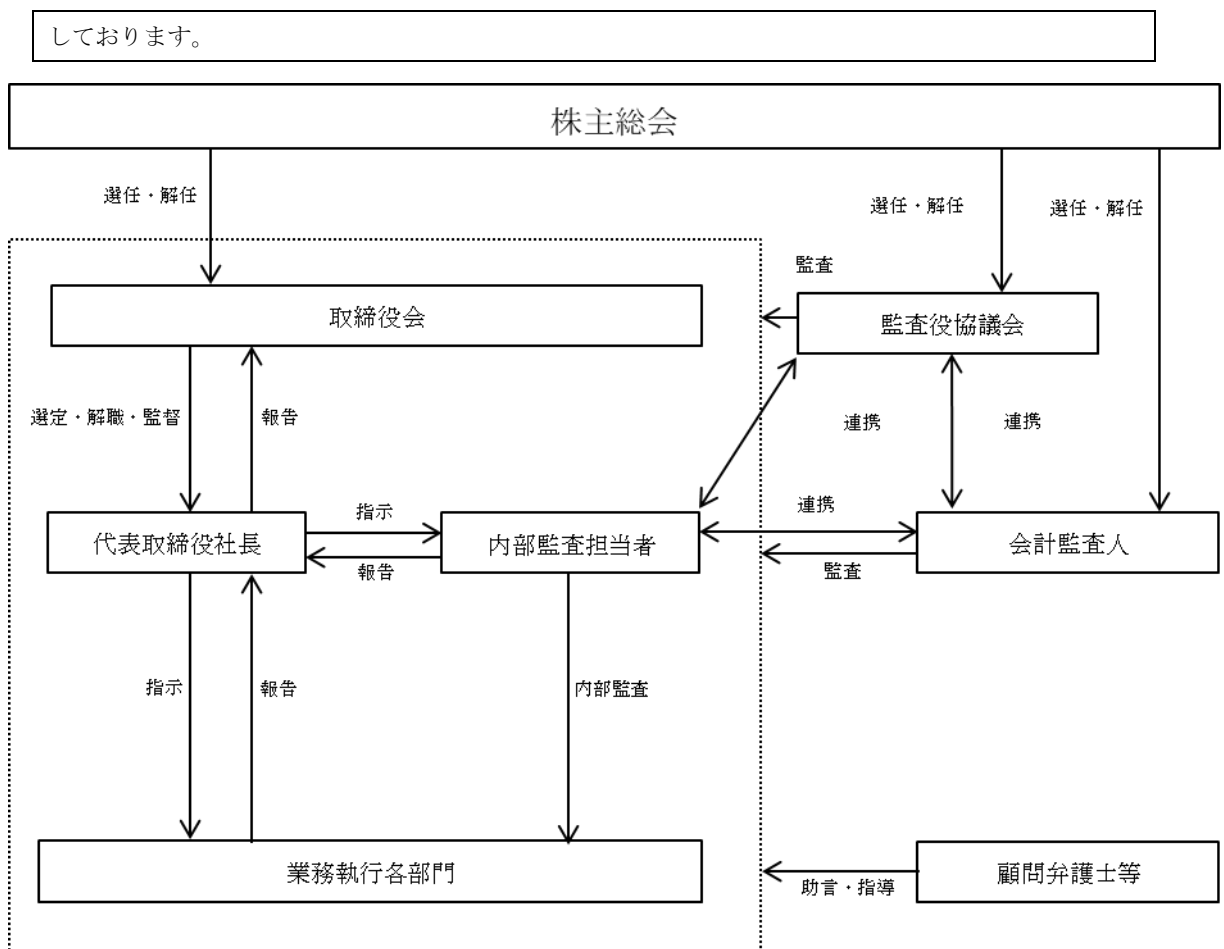 しております。
株主総会
選任・解任
選任・解任
選任・解任
監査
取締役会
監査役協議会
選定・解職・監督
報告
連携
連携
代表取締役社長
指示
報告
内部監査担当者
連携
監査
会計監査人
指示
報告
内部監査
業務執行各部門
助言・指導
顧問弁護士等